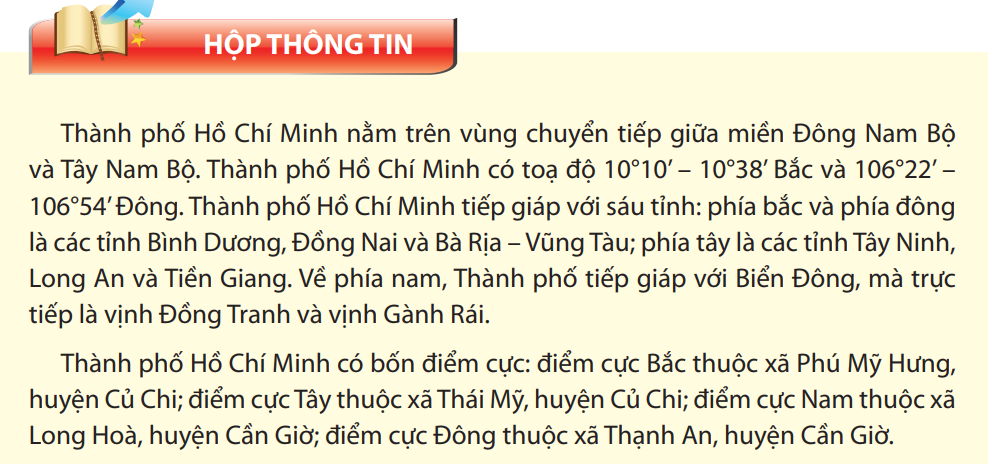 HỘP THÔNG TIN
Thành phố Hồ Chí Minh nằm trên vùng chuyển tiếp giữa miền Đông Nam Bộ
và Tây Nam Bộ. Thành phố Hồ Chí Minh có toạ độ 10°10’ – 10°38’ Bắc và 106°22’ –
106°54’ Đông. Thành phố Hồ Chí Minh tiếp giáp với sáu tỉnh: phía bắc và phía đông
là các tỉnh Bình Dương, Đồng Nai và Bà Rịa – Vũng Tàu; phía tây là các tỉnh Tây Ninh,
Long An và Tiền Giang. Về phía nam, Thành phố tiếp giáp với Biển Đông, mà trực
tiếp là vịnh Đồng Tranh và vịnh Gành Rái.
Thành phố Hồ Chí Minh có bốn điểm cực: điểm cực Bắc thuộc xã Phú Mỹ Hưng,
huyện Củ Chi; điểm cực Tây thuộc xã Thái Mỹ, huyện Củ Chi; điểm cực Nam thuộc xã
Long Hoà, huyện Cần Giờ; điểm cực Đông thuộc xã Thạnh An, huyện Cần Giờ.